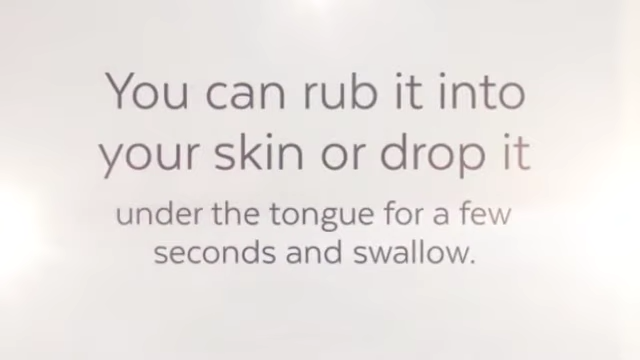 You can rub it into
your skin or drop it
under the tongue for a few
seconds and swallow.